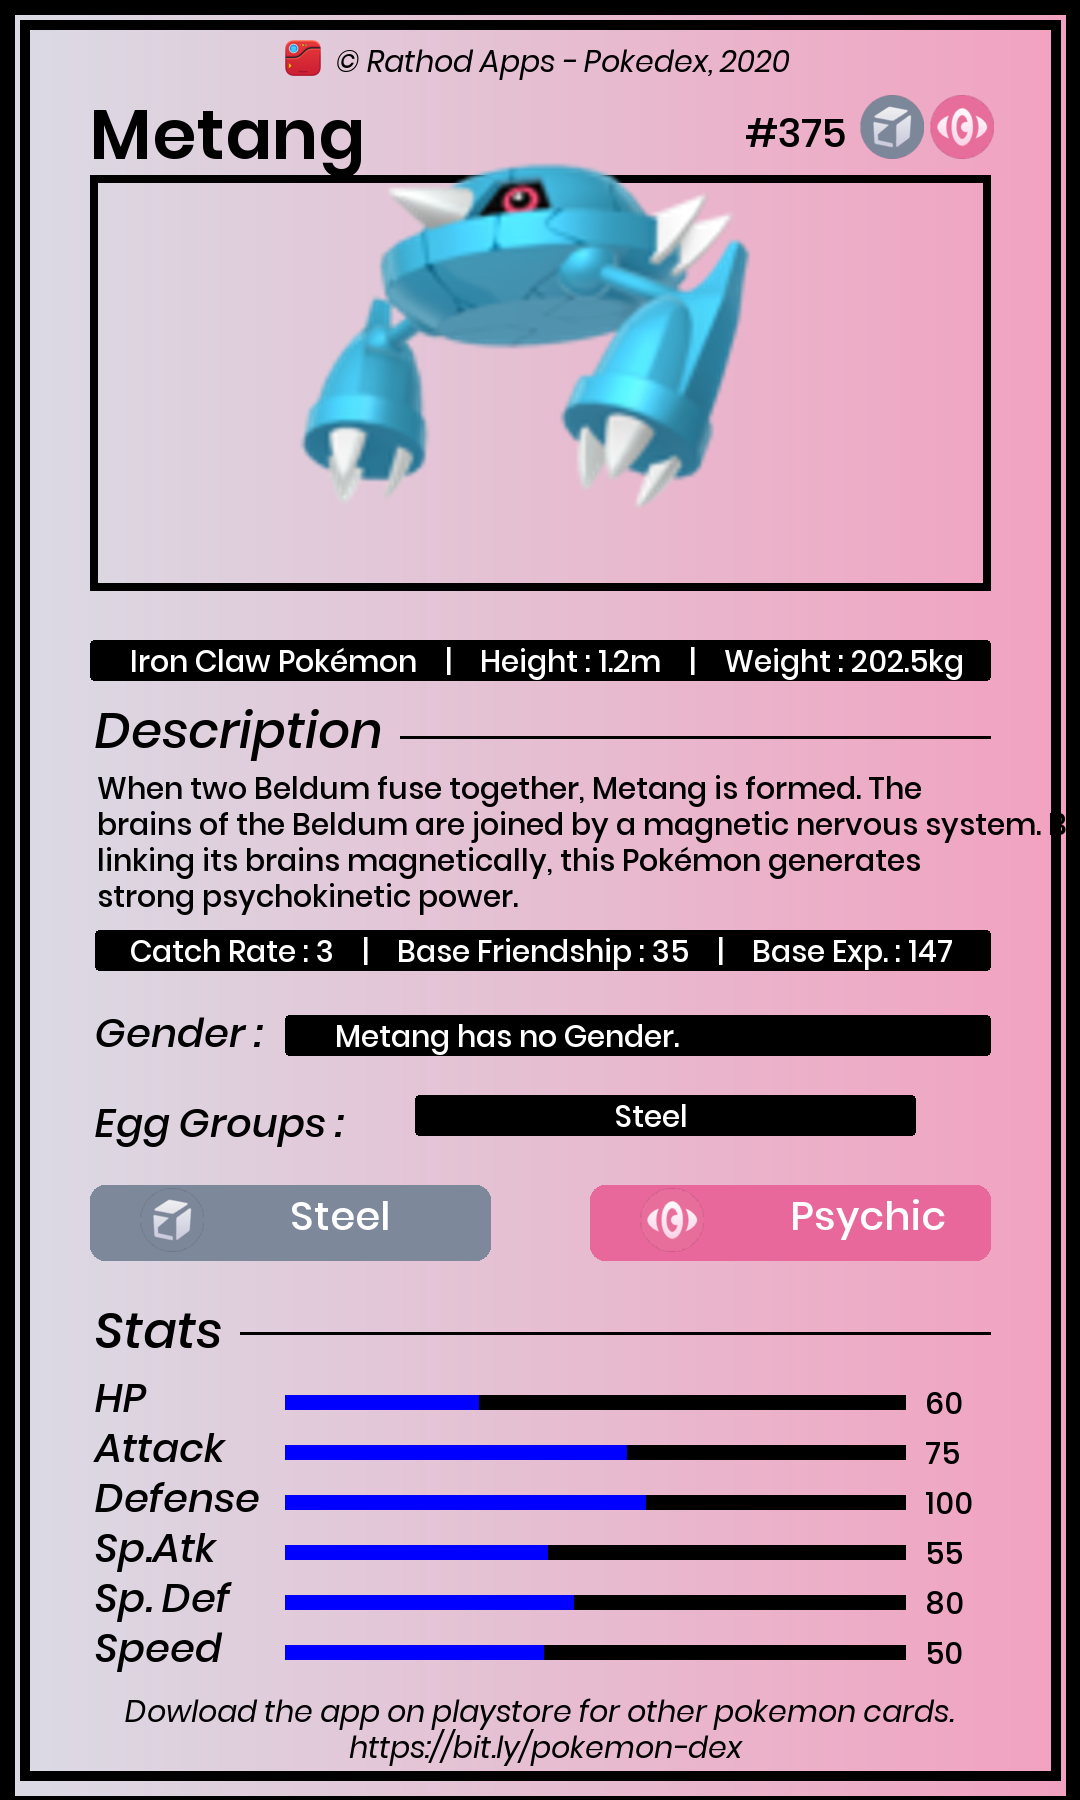 © Rathod Apps - Pokedex, 2020
Metang
#375
Iron Claw Pokémon | Height : 1.2m | Weight : 202.5kg
Description
When two Beldum fuse together, Metang is formed. The
brains of the Beldum are joined by a magnetic nervous system.
linking its brains magnetically, this Pokémon generates
strong psychokinetic power.
Catch Rate : 3 | Base Friendship : 35 | Base Exp. : 147
Gender : Metang has no Gender.
Egg Groups : Steel
Steel Psychic
Stats
HP 60
Attack 75
Defense 100
Sp.Atk 55
Sp. Def 80
Speed 50
Dowload the app on playstore for other pokemon cards.
https://bit.ly/pokemon-dex